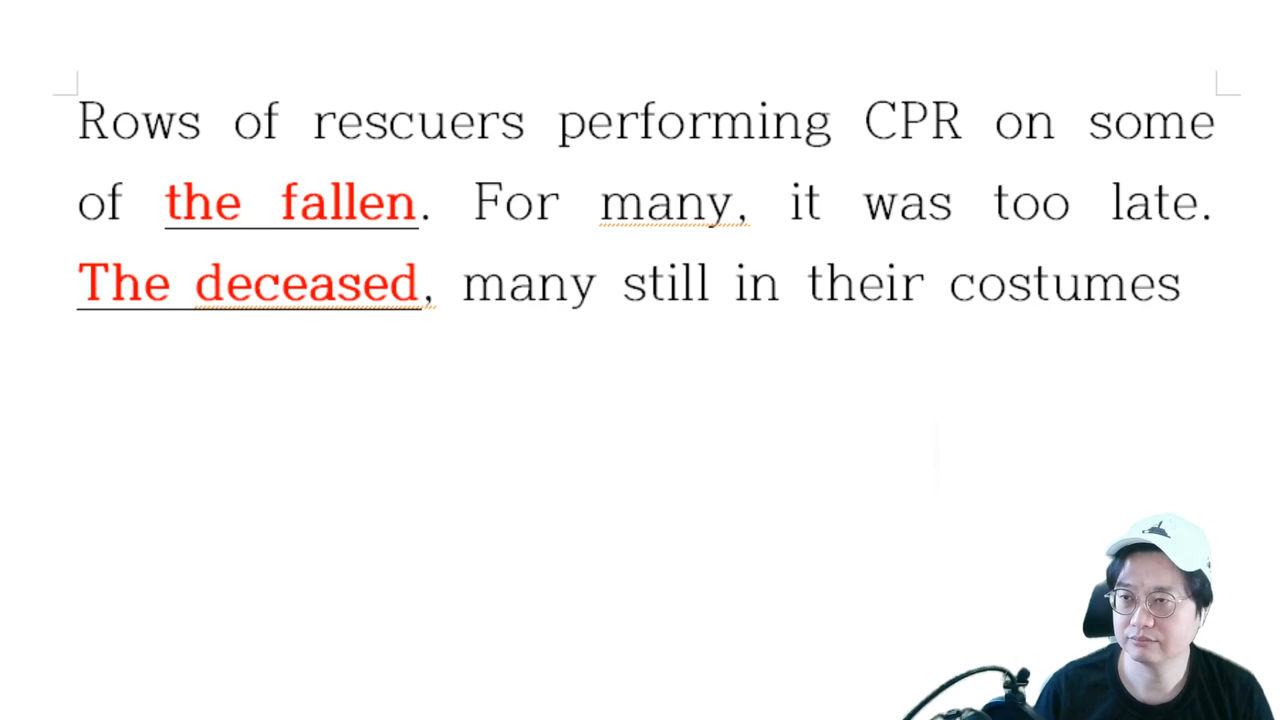 Rows of rescuers performing CPR on some
of the fallen. For many, it was too late.
The deceased, many still in their costumes